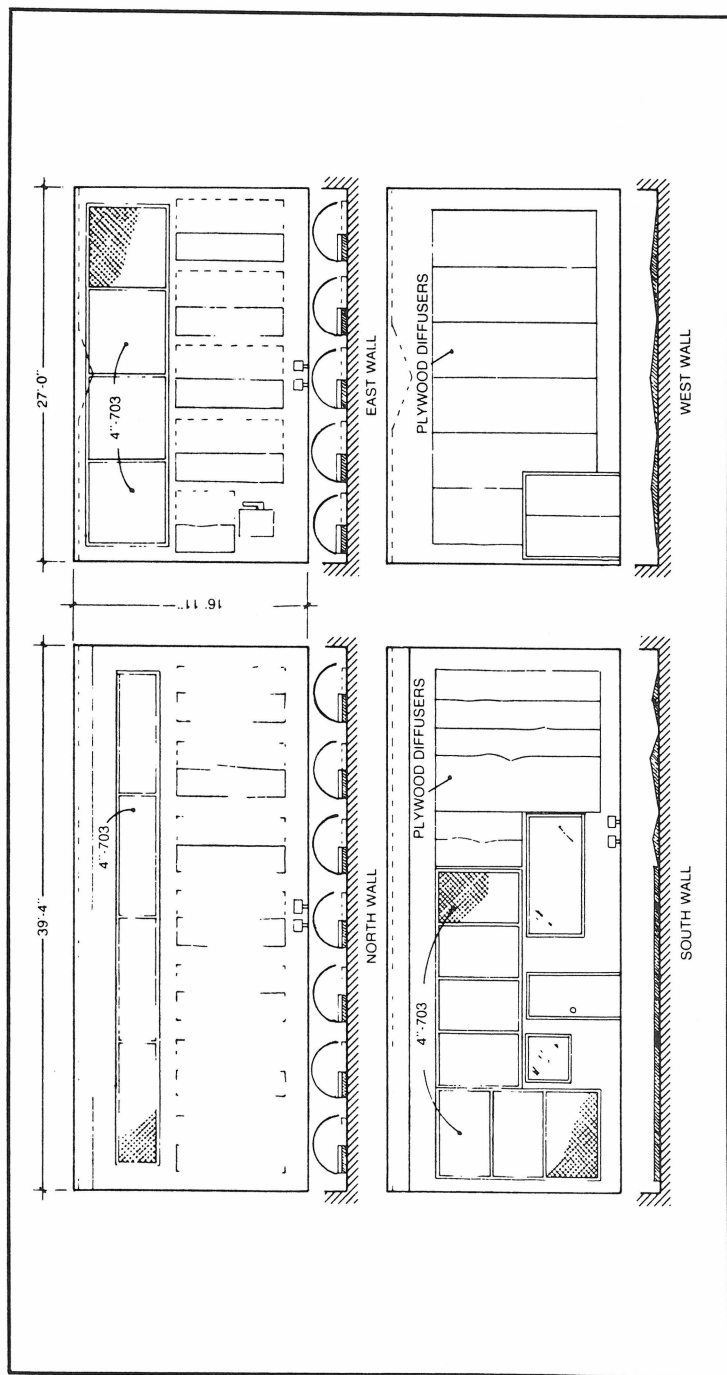 39'-4"
27'-0"
16' 11"
4"-703
4"-703
NORTH WALL
EAST WALL
4"-703
PLYWOOD DIFFUSERS
PLYWOOD DIFFUSERS
SOUTH WALL
WEST WALL